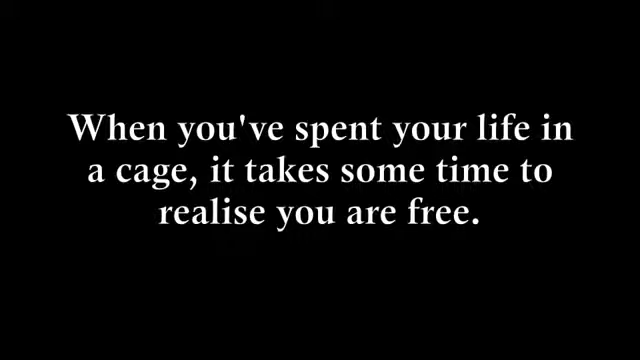 When you've spent your life in
a cage, it takes some time to
realise you are free.